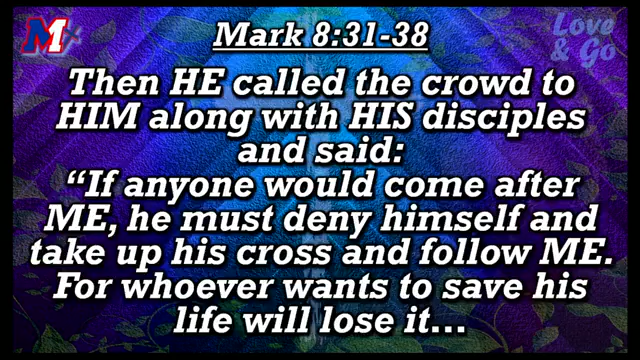 Mx
Love
& Go
Mark 8:31-38
Then HE called the crowd to
HIM along with HIS disciples
and said:
“If anyone would come after
ME, he must deny himself and
take up his cross and follow ME.
For whoever wants to save his
life will lose it...